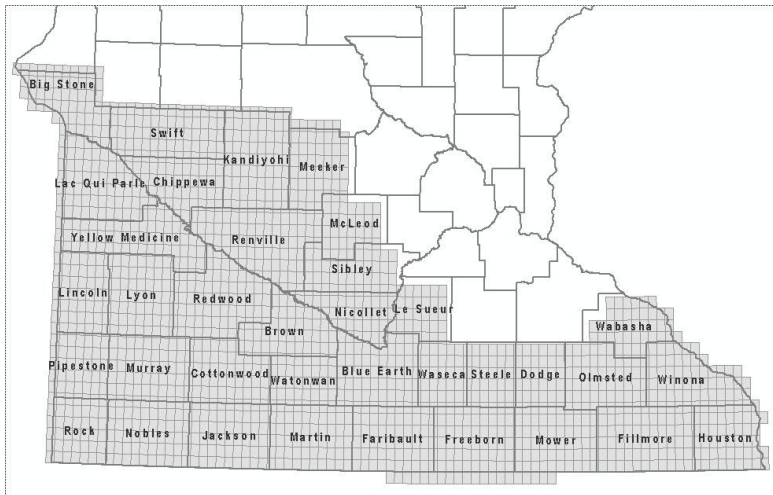 Big Stone
Swift
Kandiyohi
Meeker
Lac Qui Parle
Chippewa
McLeod
Yellow Medicine
Renville
Sibley
Lincoln
Lyon
Redwood
Nicollet
Le Sueur
Brown
Wabasha
Pipestone
Murray
Cottonwood
Watonwan
Blue Earth
Waseca
Steele
Dodge
Olmsted
Winona
Rock
Nobles
Jackson
Martin
Faribault
Freeborn
Mower
Fillmore
Houston